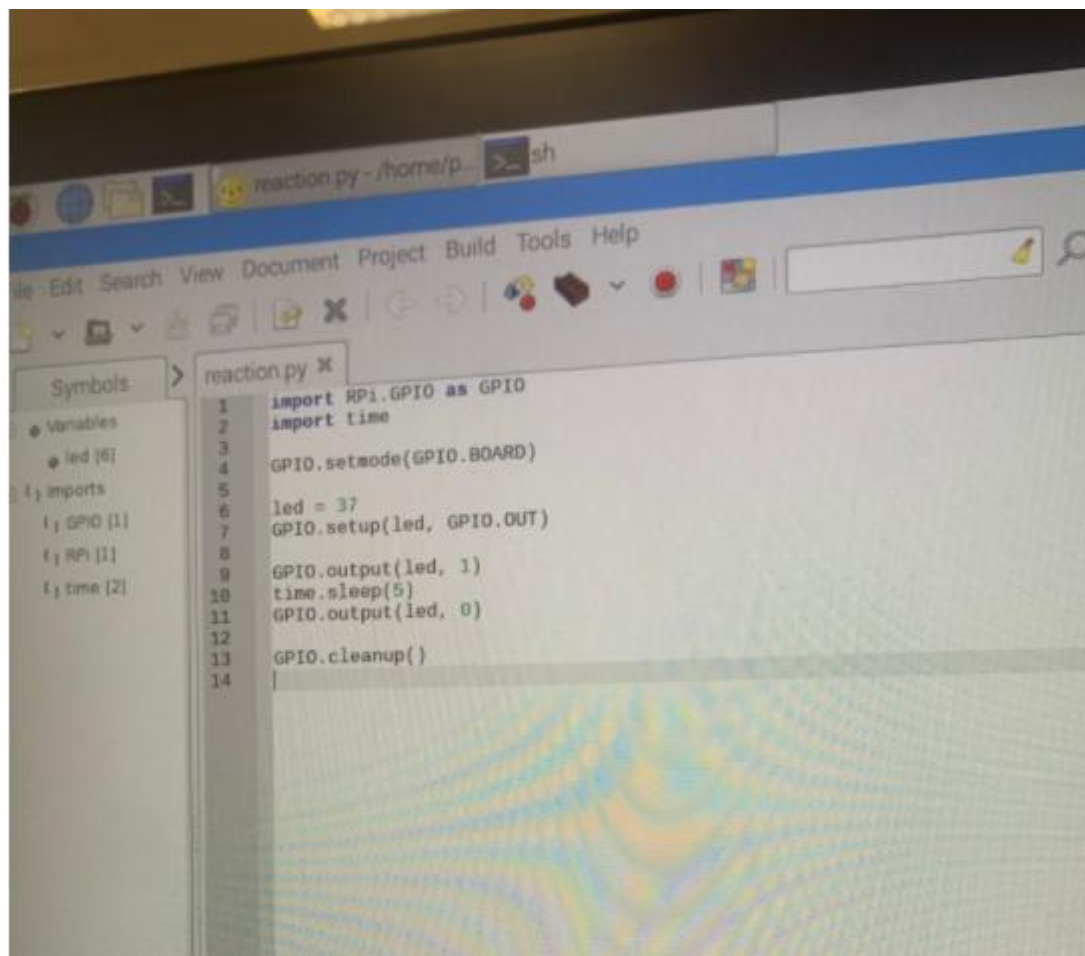 reaction.py - /home/p...
sh
Edit Search View Document Project Build Tools Help
Symbols
reaction.py
Variables
led [6]
imports
GPIO [1]
RPi [1]
time [2]
1 import RPi.GPIO as GPIO
2 import time
3
4 GPIO.setmode(GPIO.BOARD)
5
6 led = 37
7 GPIO.setup(led, GPIO.OUT)
8
9 GPIO.output(led, 1)
10 time.sleep(5)
11 GPIO.output(led, 0)
12
13 GPIO.cleanup()
14